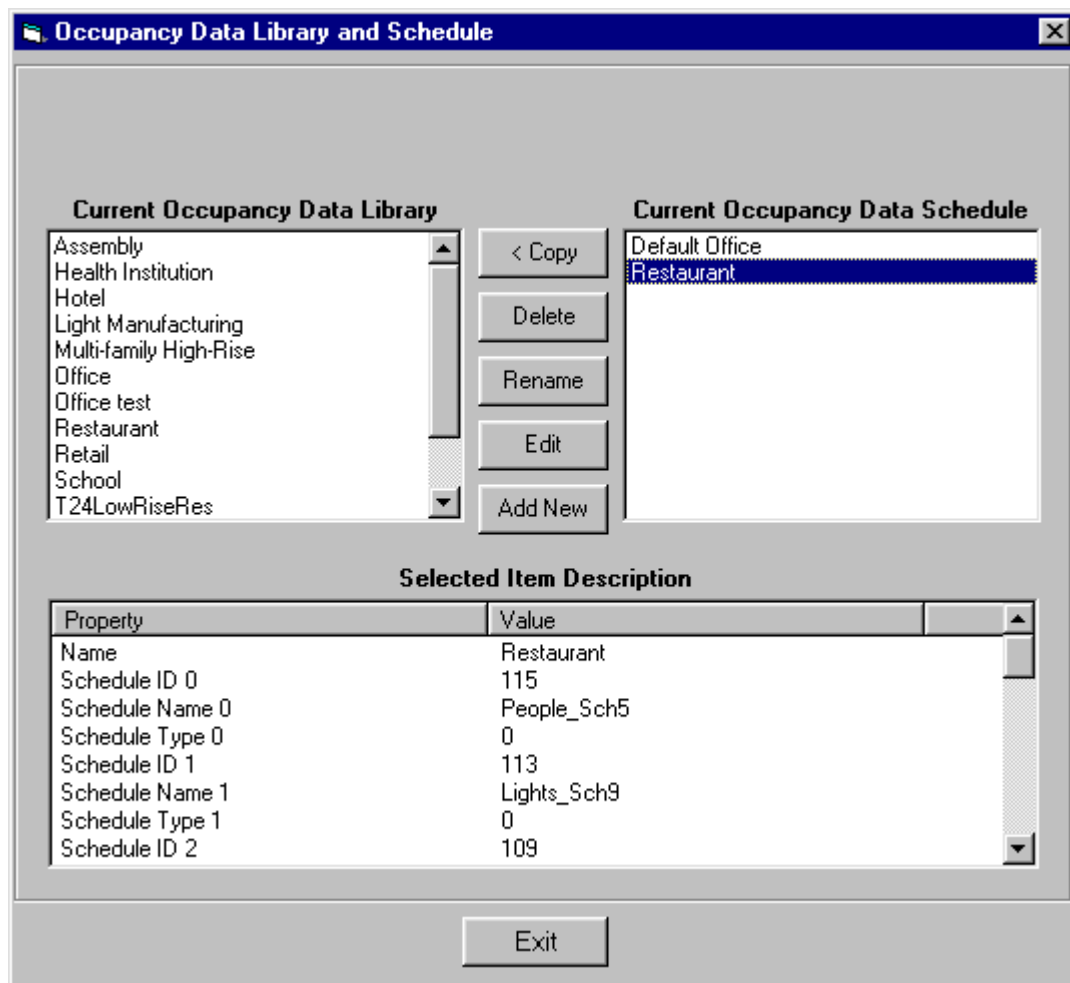 Occupancy Data Library and Schedule
Current Occupancy Data Library
Assembly
Health Institution
Hotel
Light Manufacturing
Multi-family High-Rise
Office
Office test
Restaurant
Retail
School
T24LowRiseRes
< Copy
Delete
Rename
Edit
Add New
Current Occupancy Data Schedule
Default Office
Restaurant
Selected Item Description
Property Value
Name Restaurant
Schedule ID 0 115
Schedule Name 0 People_Sch5
Schedule Type 0 0
Schedule ID 1 113
Schedule Name 1 Lights_Sch9
Schedule Type 1 0
Schedule ID 2 109
Exit